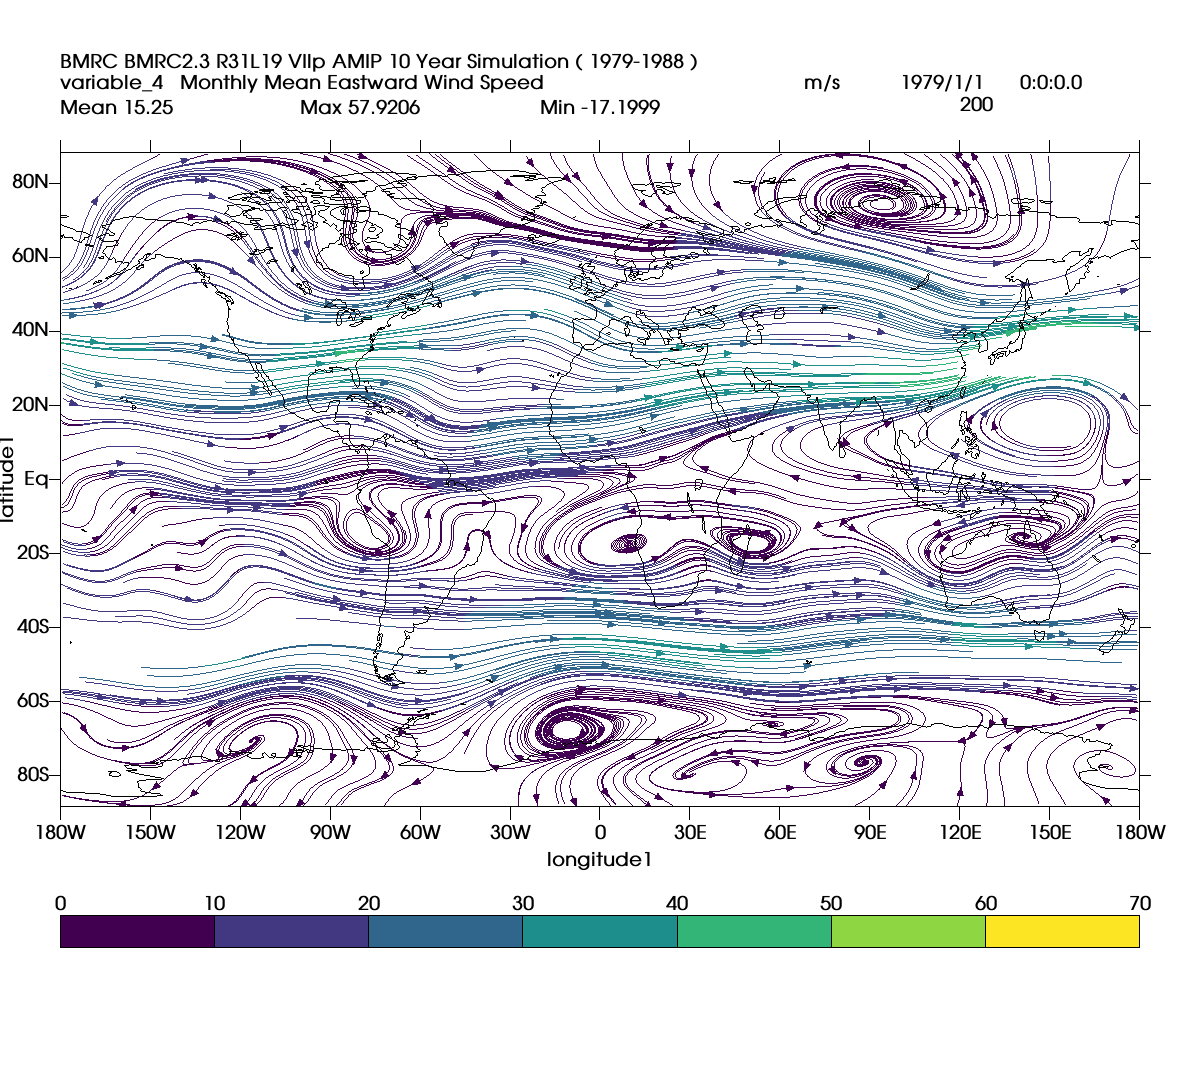 BMRC BMRC2.3 R31L19 VIIp AMIP 10 Year Simulation ( 1979-1988 )
variable_4 Monthly Mean Eastward Wind Speed m/s 1979/1/1 0:0:0.0
Mean 15.25 Max 57.9206 Min -17.1999 200
80N
60N
40N
20N
Eq
20S
40S
60S
80S
latitude1
180W 150W 120W 90W 60W 30W 0 30E 60E 90E 120E 150E 180W
longitude1
0 10 20 30 40 50 60 70